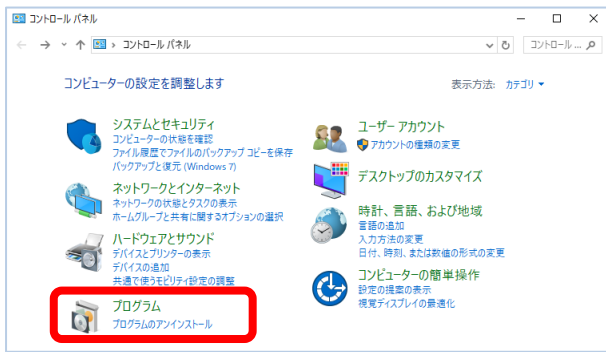 コントロール パネル
コントロール パネル
コントロール ...
コンピューターの設定を調整します
表示方法: カテゴリ
システムとセキュリティ
コンピューターの状態を確認
ファイル履歴でファイルのバックアップ コピーを保存
バックアップと復元 (Windows 7)
ネットワークとインターネット
ネットワークの状態とタスクの表示
ホームグループと共有に関するオプションの選択
ハードウェアとサウンド
デバイスとプリンターの表示
デバイスの追加
共通で使うモビリティ設定の調整
プログラム
プログラムのアンインストール
ユーザー アカウント
アカウントの種類の変更
デスクトップのカスタマイズ
時計、言語、および地域
言語の追加
入力方法の変更
日付、時刻、または数値の形式の変更
コンピューターの簡単操作
設定の提案の表示
視覚ディスプレイの最適化